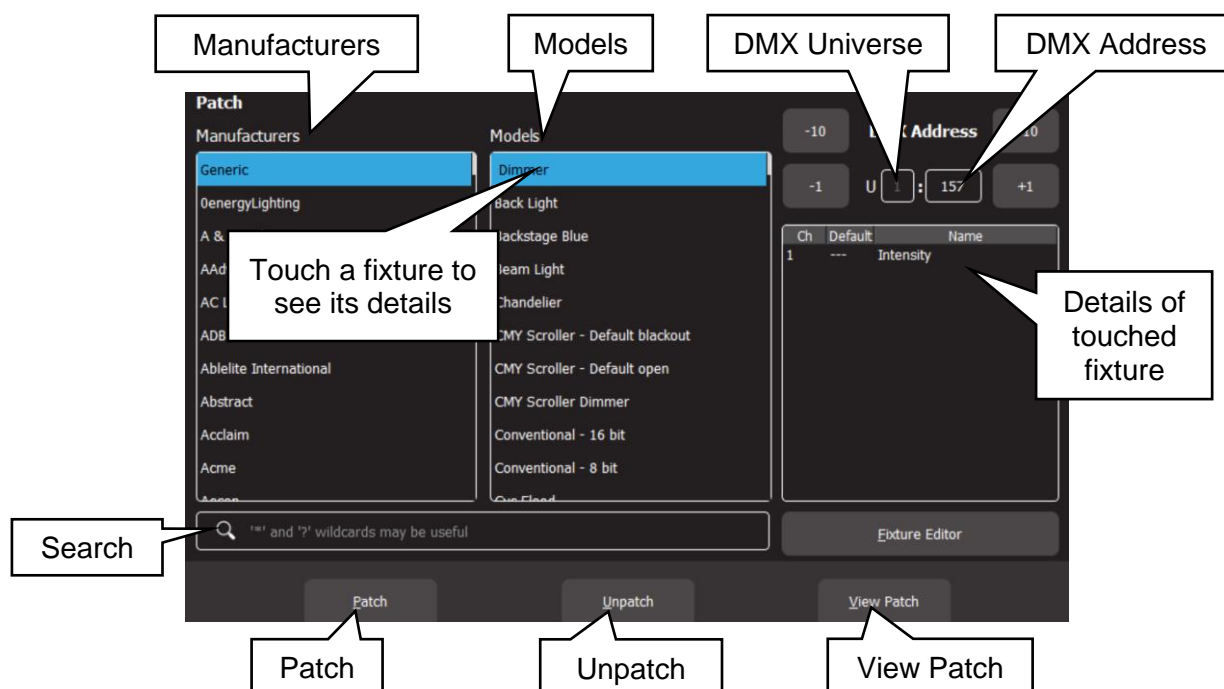 Manufacturers
Models
DMX Universe
DMX Address
Patch
Manufacturers
Models
-10
Address
Generic
Dimmer
-1
U
:
157
+1
0energyLighting
Back Light
A &
Backstage Blue
Ch Default Name
1 --- Intensity
Touch a fixture to
see its details
Beam Light
AC L
Chandelier
Details of
touched
fixture
ADB
CMY Scroller - Default blackout
Ablelite International
CMY Scroller - Default open
Abstract
CMY Scroller Dimmer
Acclaim
Conventional - 16 bit
Acme
Conventional - 8 bit
Search
'*' and '?' wildcards may be useful
Fixture Editor
Patch
Unpatch
View Patch
Patch
Unpatch
View Patch